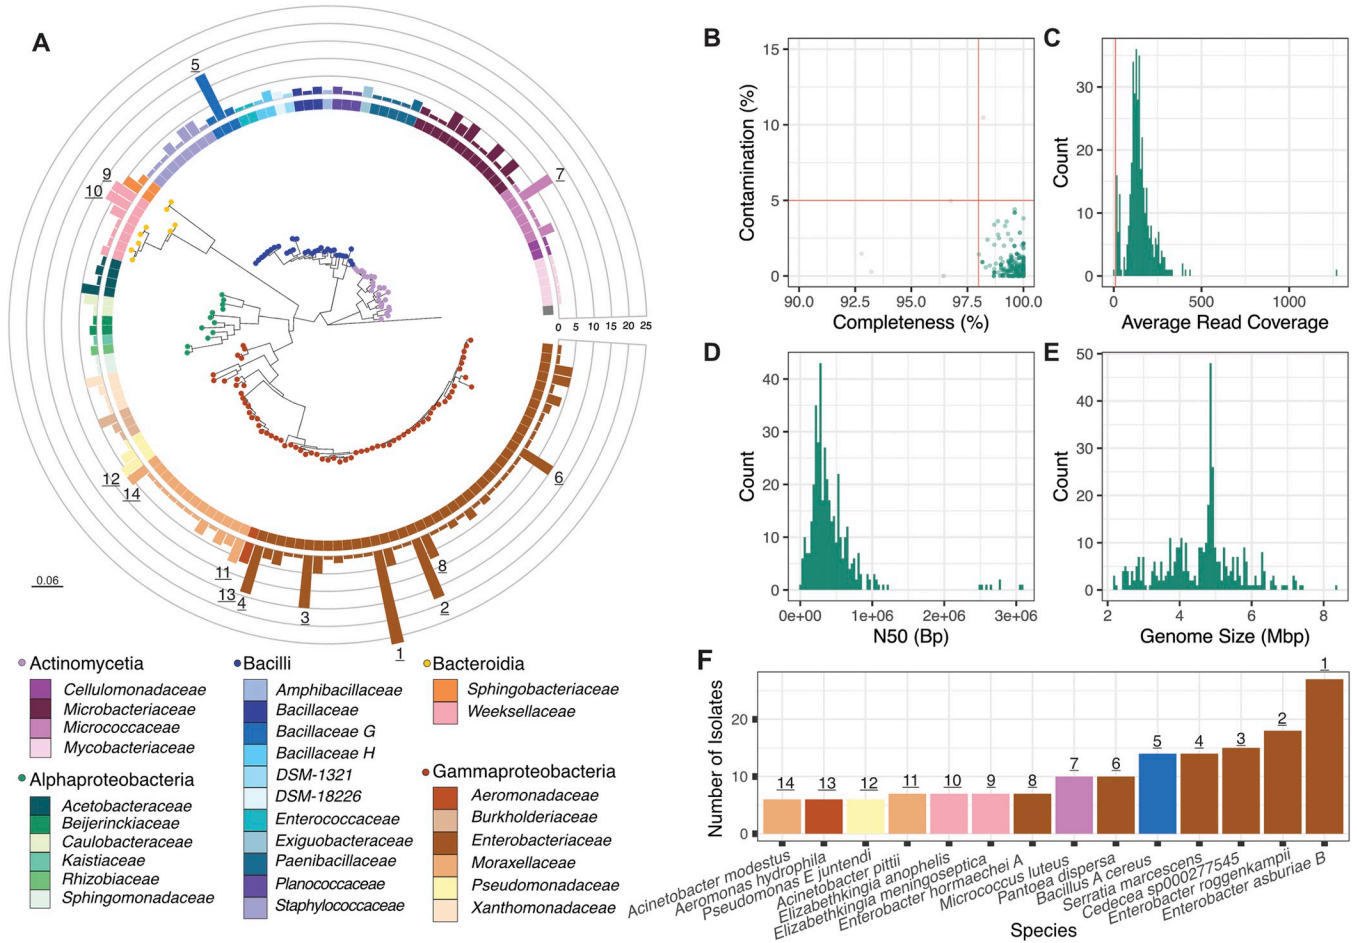 A
5
9
10
7
0 5 10 15 20 25
6
12
14
11
13
4
8
2
3
1
0.06
Actinomycetia
Cellulomonadaceae
Microbacteriaceae
Micrococcaceae
Mycobacteriaceae
Alphaproteobacteria
Acetobacteraceae
Beijerinckiaceae
Caulobacteraceae
Kaistiaceae
Rhizobiaceae
Sphingomonadaceae
Bacilli
Amphibacillaceae
Bacillaceae
Bacillaceae G
Bacillaceae H
DSM-1321
DSM-18226
Enterococcaceae
Exiguobacteraceae
Paenibacillaceae
Planococcaceae
Staphylococcaceae
Bacteroidia
Sphingobacteriaceae
Weeksellaceae
Gammaproteobacteria
Aeromonadaceae
Burkholderiaceae
Enterobacteriaceae
Moraxellaceae
Pseudomonadaceae
Xanthomonadaceae
B
Contamination (%)
15
10
5
0
90.0 92.5 95.0 97.5 100.0
Completeness (%)
C
Count
30
20
10
0
0 500 1000
Average Read Coverage
D
Count
40
30
20
10
0
0e+00 1e+06 2e+06 3e+06
N50 (Bp)
E
Count
50
40
30
20
10
0
2 4 6 8
Genome Size (Mbp)
F
Number of Isolates
20
10
0
14 13 12 11 10 9 8 7 6 5 4 3 2 1
Acinetobacter modestus
Aeromonas hydrophila
Pseudomonas E juntendi
Acinetobacter pittii
Elizabethkingia anophelis
Elizabethkingia meningoseptica
Enterobacter hormaechei A
Micrococcus luteus
Pantoea dispersa
Bacillus A cereus
Serratia marcescens
Cedecea sp000277545
Enterobacter roggenkampii
Enterobacter asburiae B
Species